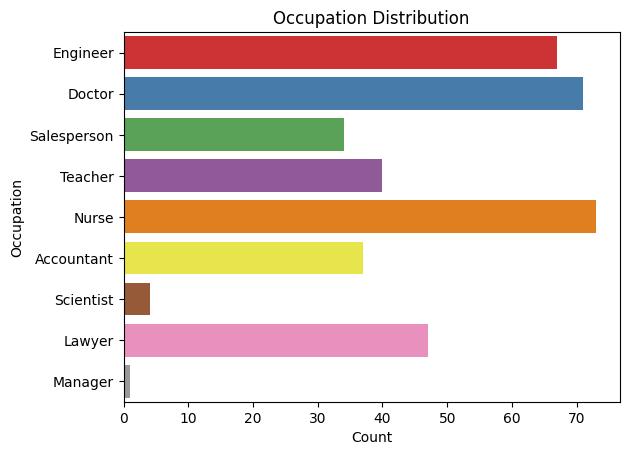 Occupation Distribution
Occupation
Engineer
Doctor
Salesperson
Teacher
Nurse
Accountant
Scientist
Lawyer
Manager
0 10 20 30 40 50 60 70
Count